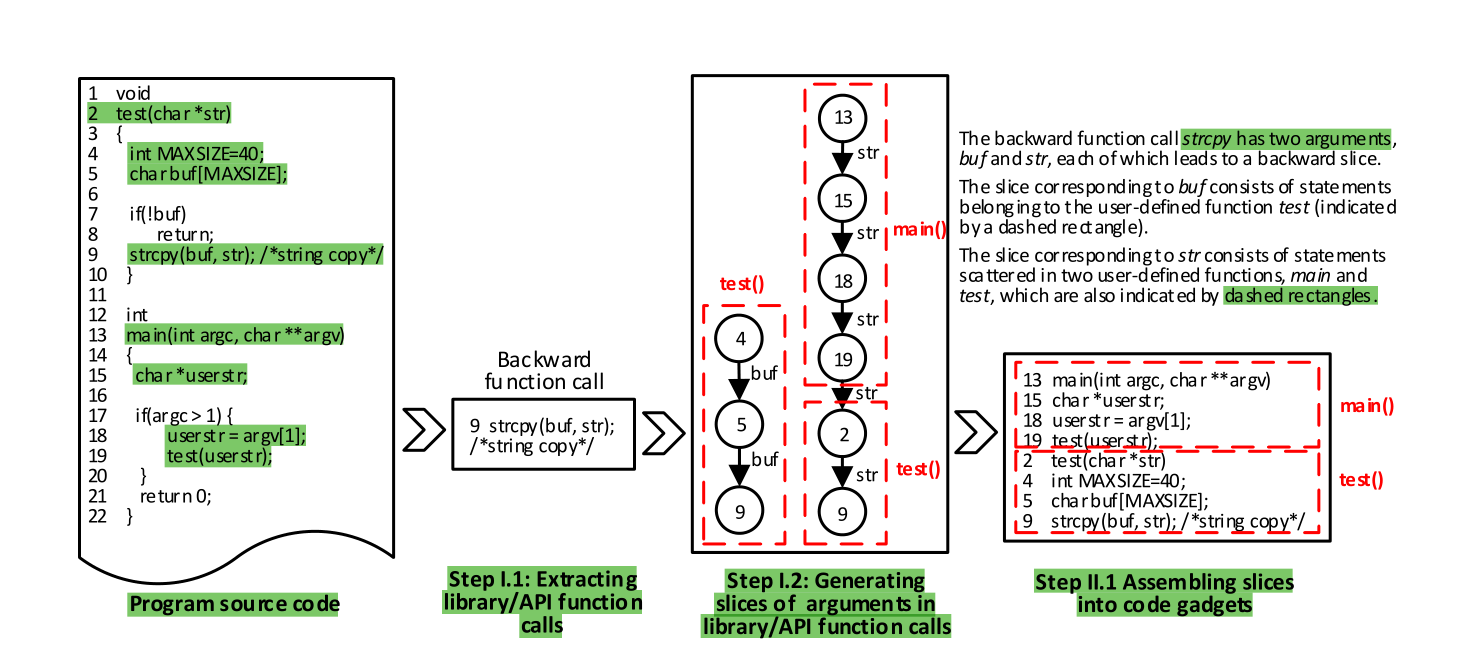 1 void
2 test(char *str)
3 {
4 int MAXSIZE=40;
5 char buf[MAXSIZE];
6
7 if(!buf)
8 return;
9 strcpy(buf, str); /*string copy*/
10 }
11
12 int
13 main(int argc, char **argv)
14 {
15 char *userstr;
16
17 if(argc > 1) {
18 userstr = argv[1];
19 test(userstr);
20 }
21 return 0;
22 }
Program source code
Backward
function call
9 strcpy(buf, str);
/*string copy*/
Step I.1: Extracting
library/API function
calls
test()
4
buf
5
buf
9
13
str
15
str
main()
18
str
19
str
2
str
test()
9
Step I.2: Generating
slices of arguments in
library/API function calls
The backward function call strcpy has two arguments,
buf and str, each of which leads to a backward slice.
The slice corresponding to buf consists of statements
belonging to the user-defined function test (indicated
by a dashed rectangle).
The slice corresponding to str consists of statements
scattered in two user-defined functions, main and
test, which are also indicated by dashed rectangles.
13 main(int argc, char **argv)
15 char *userstr;
18 userstr = argv[1];
19 test(userstr);
main()
2 test(char *str)
4 int MAXSIZE=40;
5 char buf[MAXSIZE];
9 strcpy(buf, str); /*string copy*/
test()
Step II.1 Assembling slices
into code gadgets